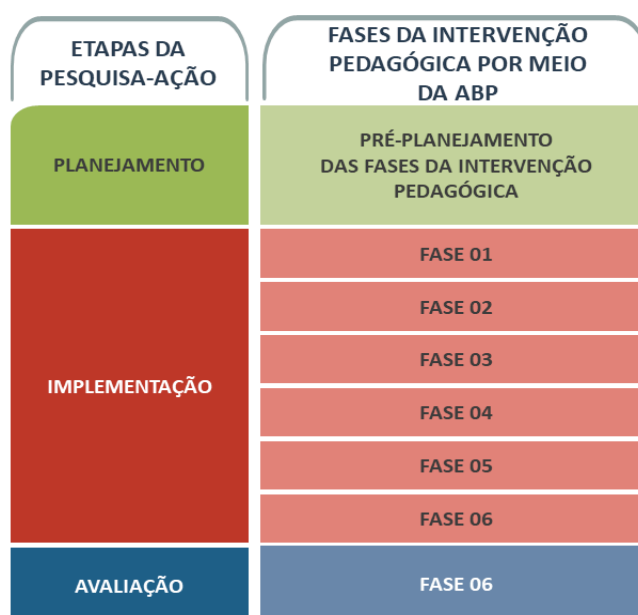 ETAPAS DA
PESQUISA-AÇÃO
FASES DA INTERVENÇÃO
PEDAGÓGICA POR MEIO
DA ABP
PLANEJAMENTO
PRÉ-PLANEJAMENTO
DAS FASES DA INTERVENÇÃO
PEDAGÓGICA
IMPLEMENTAÇÃO
FASE 01
FASE 02
FASE 03
FASE 04
FASE 05
FASE 06
AVALIAÇÃO
FASE 06